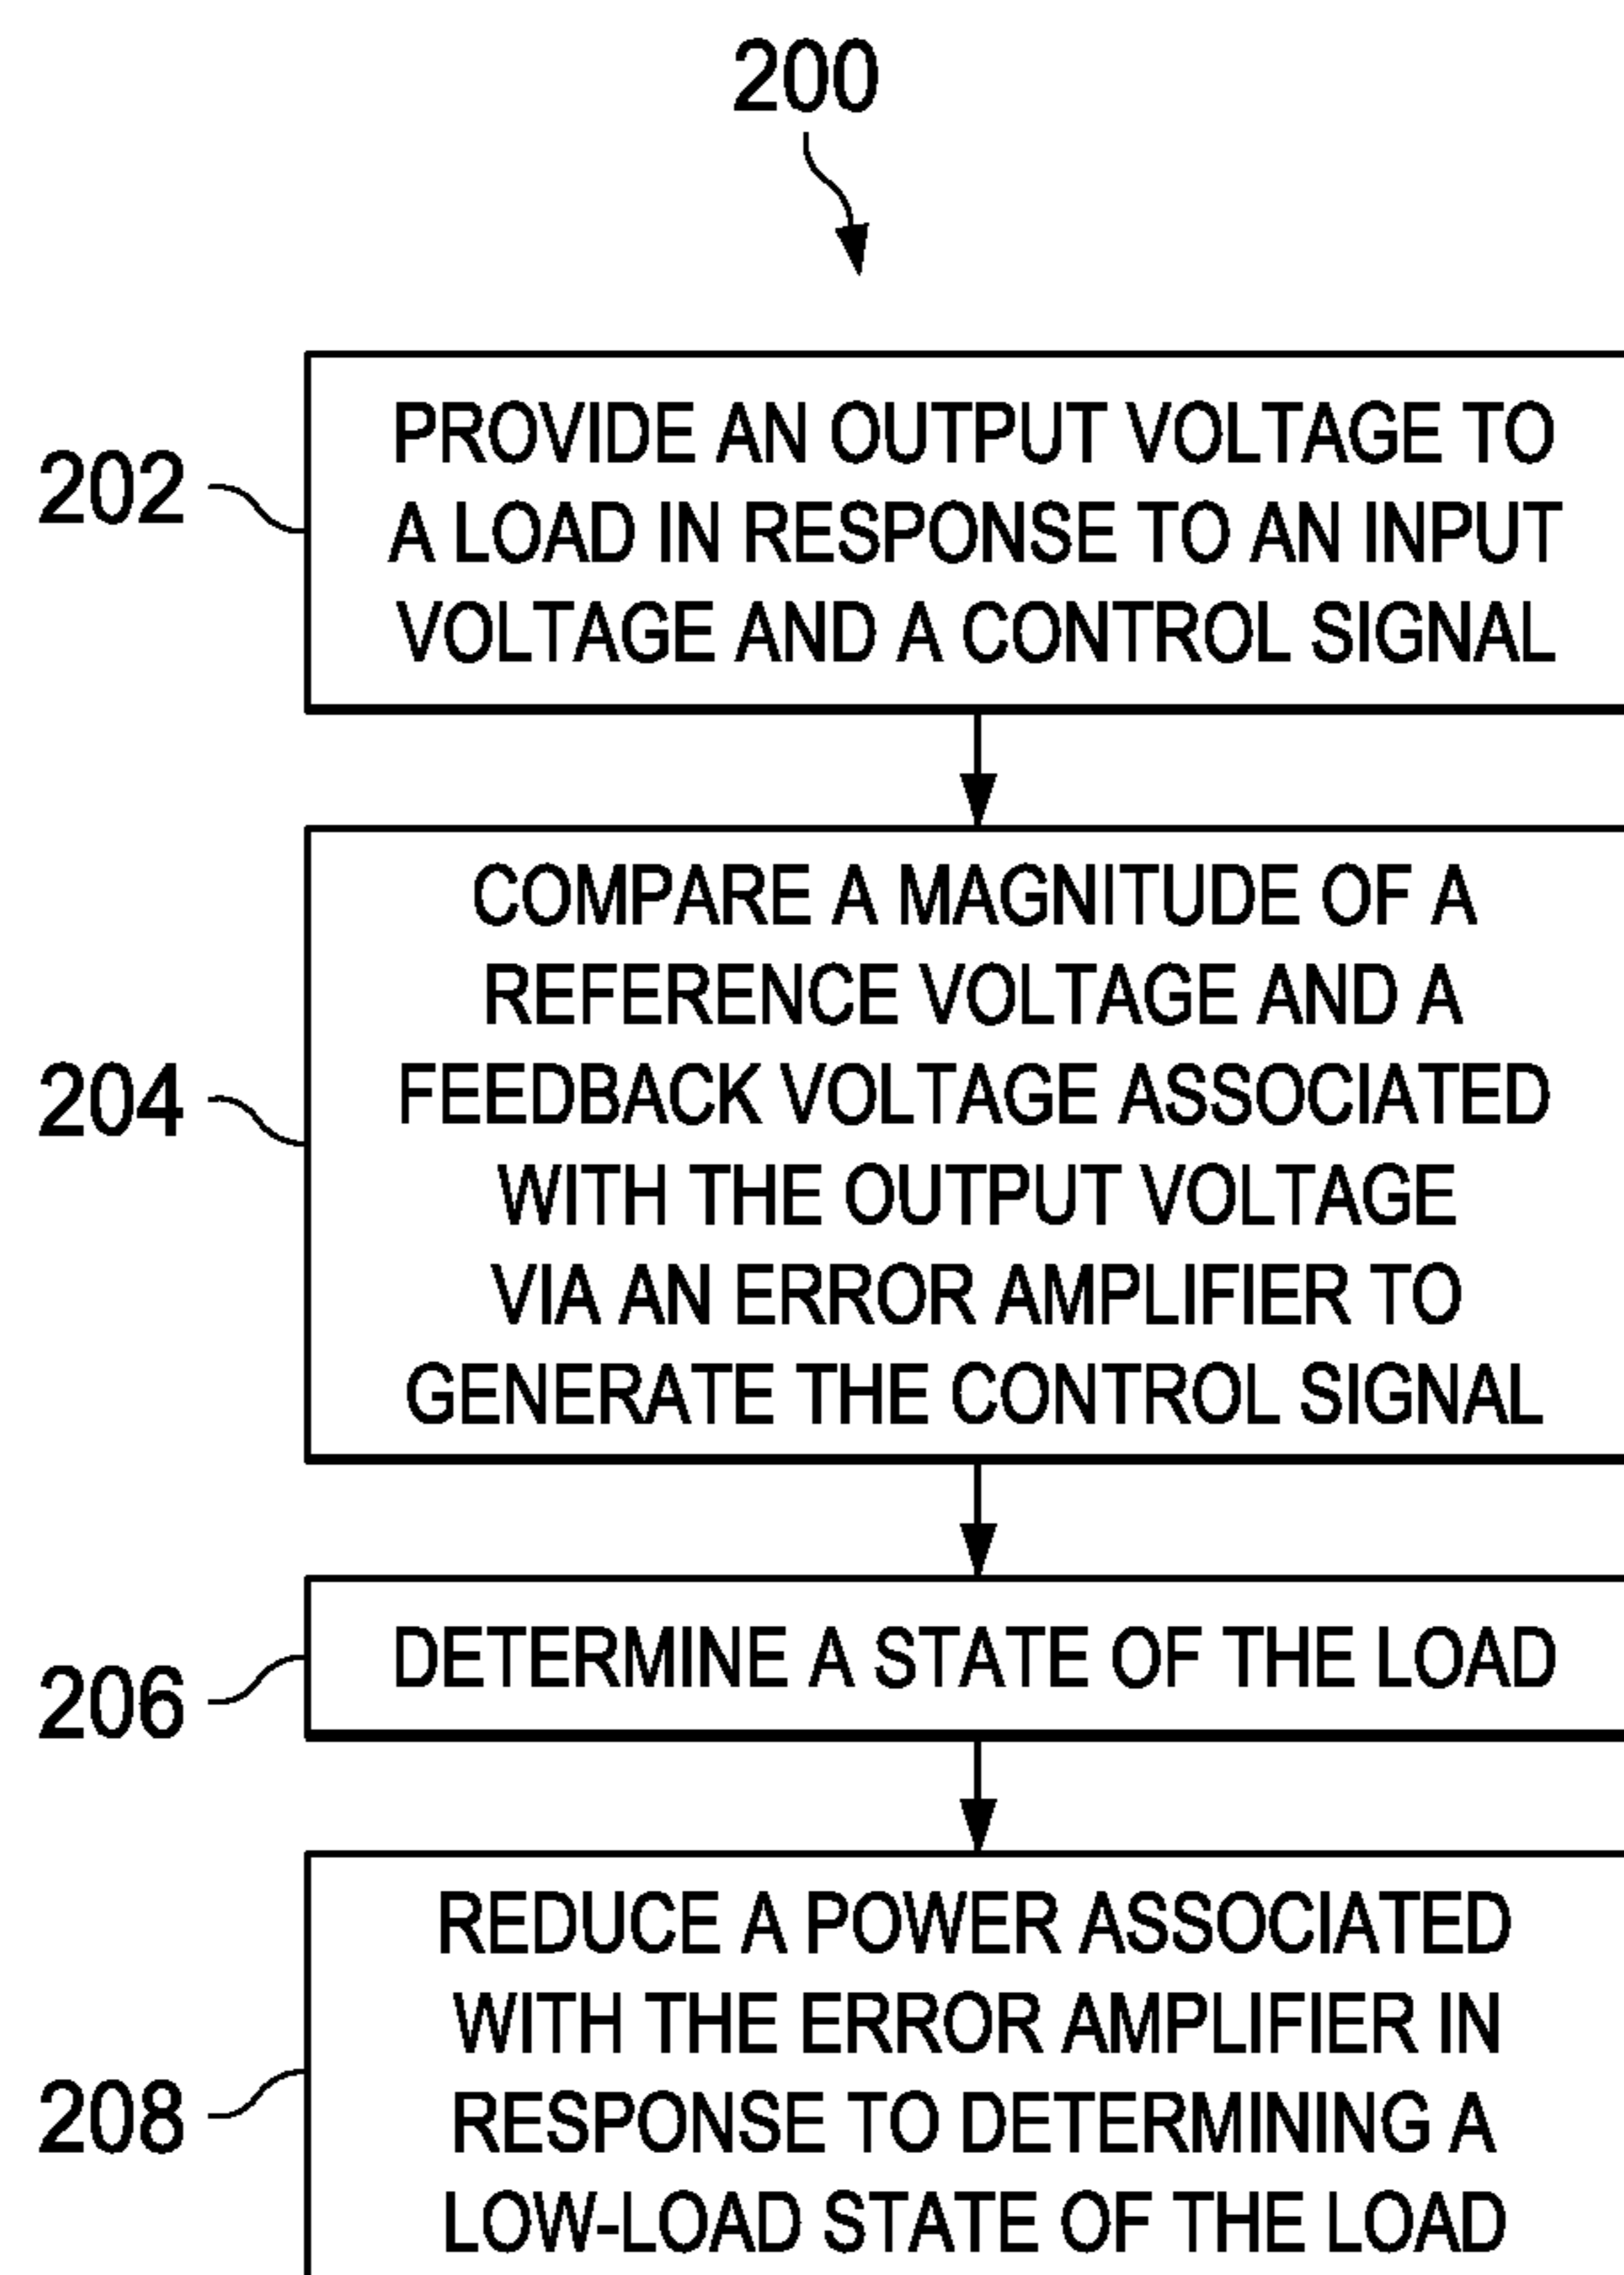 200
202
PROVIDE AN OUTPUT VOLTAGE TO
A LOAD IN RESPONSE TO AN INPUT
VOLTAGE AND A CONTROL SIGNAL
204
COMPARE A MAGNITUDE OF A
REFERENCE VOLTAGE AND A
FEEDBACK VOLTAGE ASSOCIATED
WITH THE OUTPUT VOLTAGE
VIA AN ERROR AMPLIFIER TO
GENERATE THE CONTROL SIGNAL
206
DETERMINE A STATE OF THE LOAD
208
REDUCE A POWER ASSOCIATED
WITH THE ERROR AMPLIFIER IN
RESPONSE TO DETERMINING A
LOW-LOAD STATE OF THE LOAD